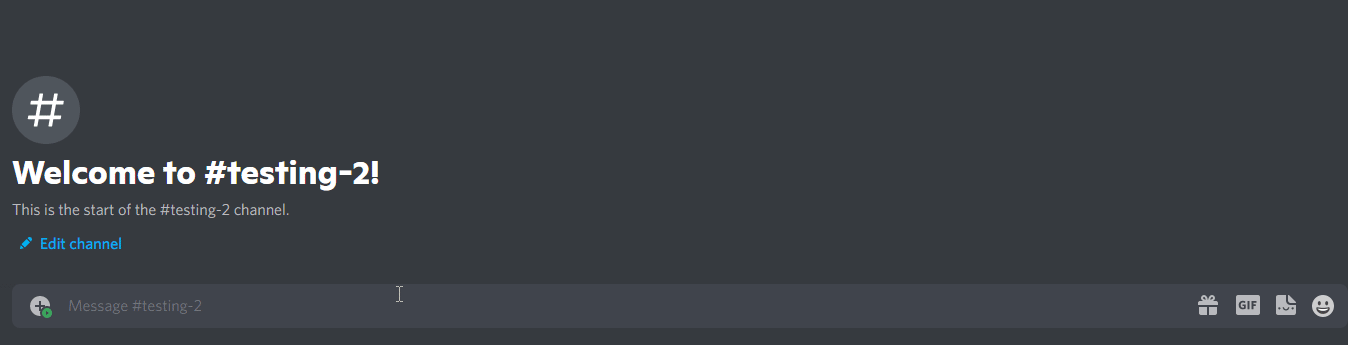 #
Welcome to #testing-2!
This is the start of the #testing-2 channel.
Edit channel
Message #testing-2
GIF